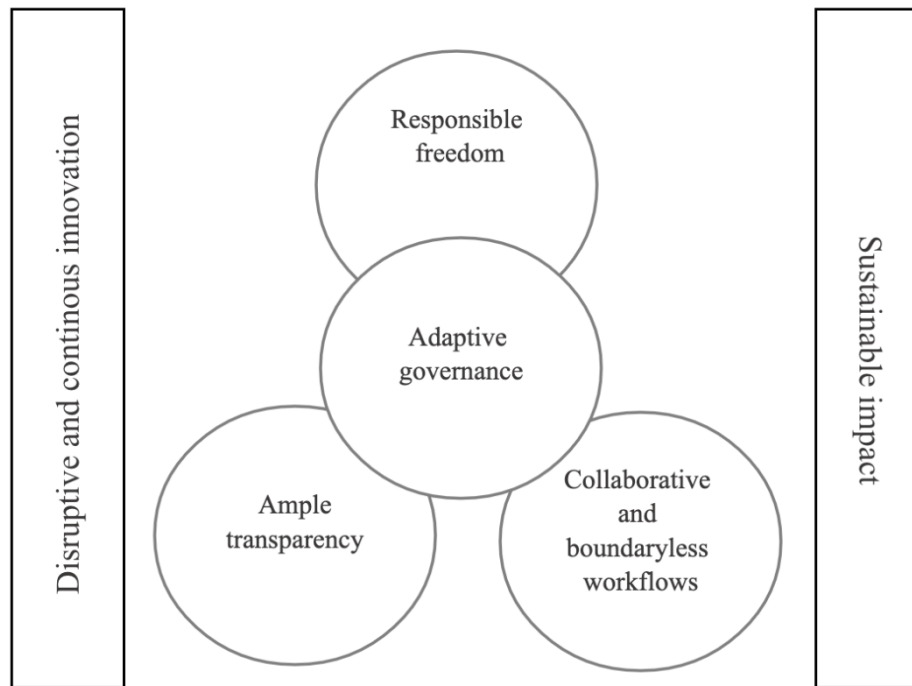 Disruptive and continous innovation
Responsible
freedom
Adaptive
governance
Ample
transparency
Collaborative
and
boundaryless
workflows
Sustainable impact